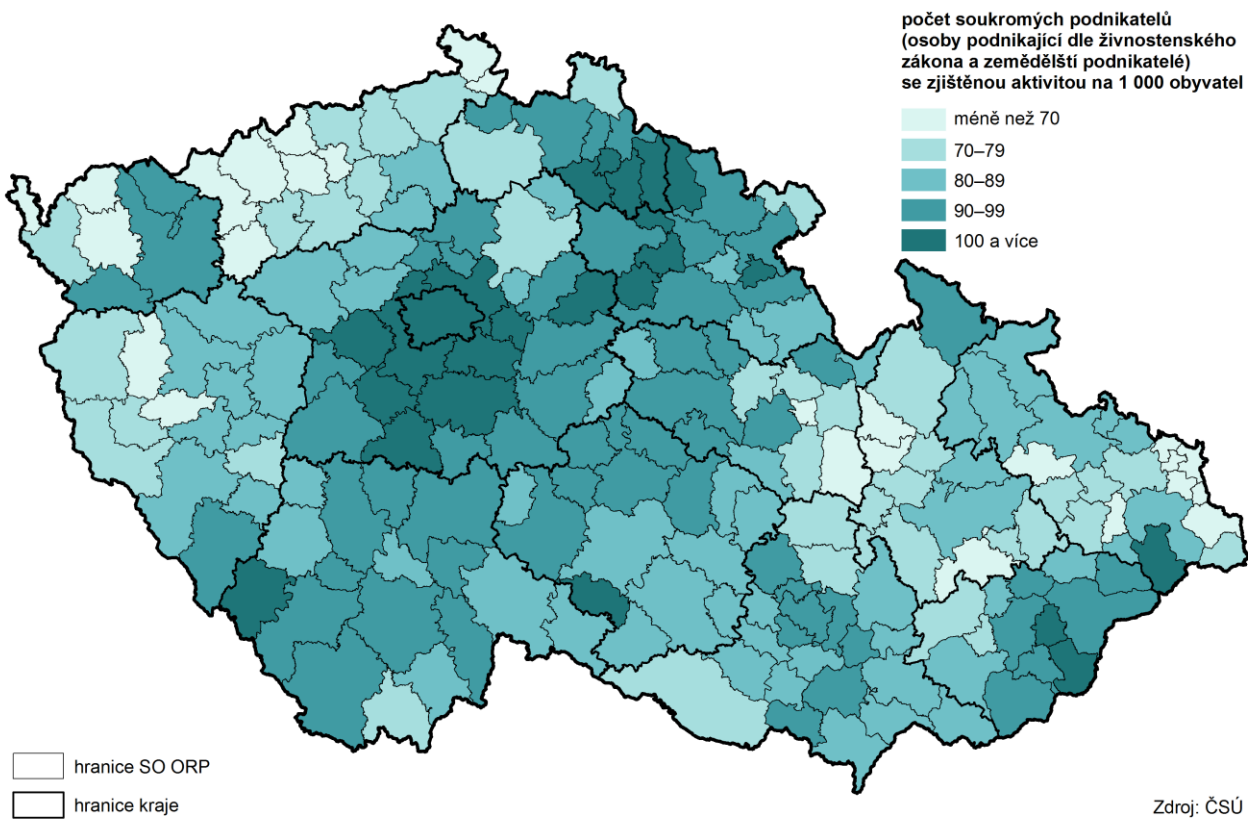 počet soukromých podnikatelů
(osoby podnikající dle živnostenského
zákona a zemědělští podnikatelé)
se zjištěnou aktivitou na 1 000 obyvatel
méně než 70
70–79
80–89
90–99
100 a více
hranice SO ORP
hranice kraje
Zdroj: ČSÚ